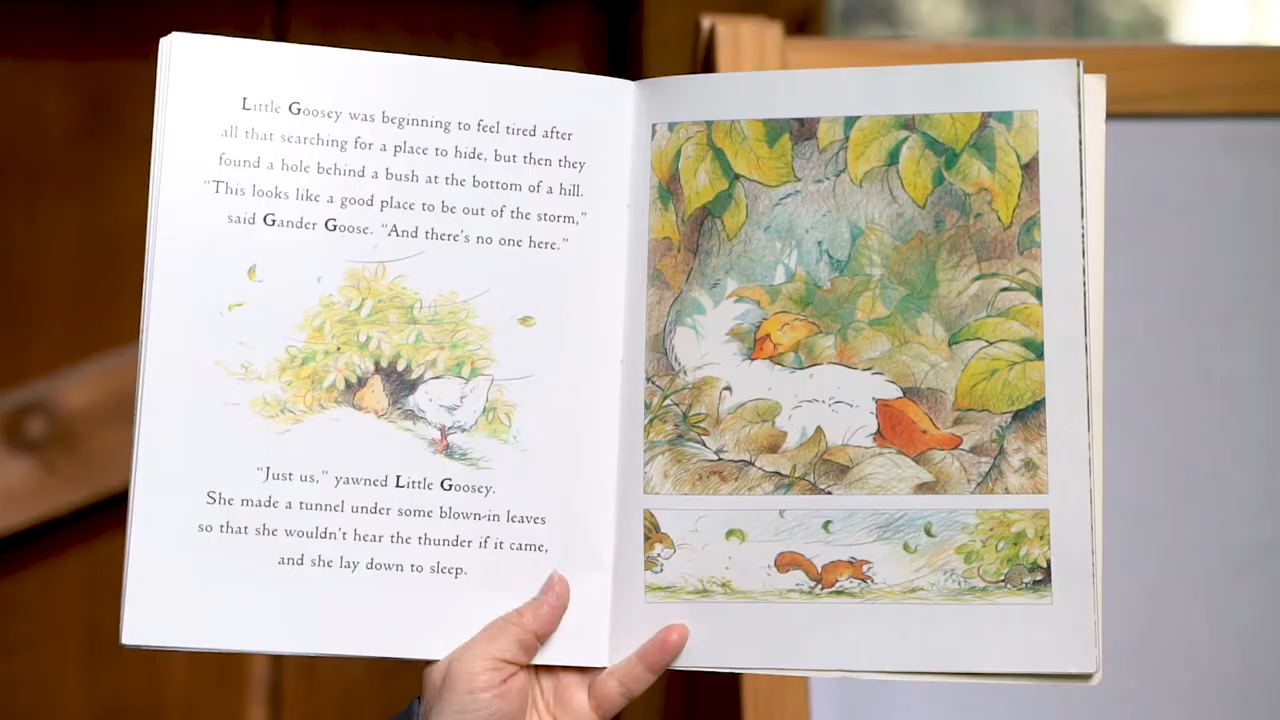 Little Goosey was beginning to feel tired after
all that searching for a place to hide, but then they
found a hole behind a bush at the bottom of a hill.
“This looks like a good place to be out of the storm,”
said Gander Goose. “And there’s no one here.”
“Just us,” yawned Little Goosey.
She made a tunnel under some blown-in leaves
so that she wouldn’t hear the thunder if it came,
and she lay down to sleep.